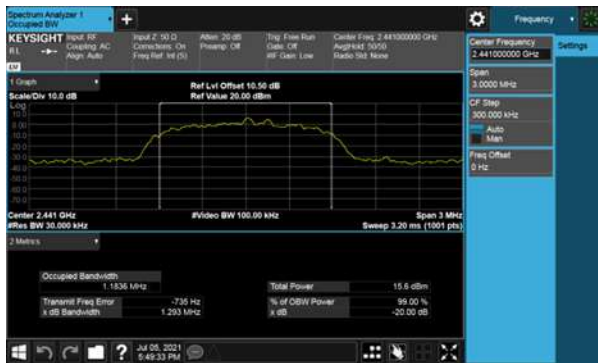 Spectrum Analyzer 1
Occupied BW
+
Frequency
KEYSIGHT
Input: RF
Input Z: 50 Ω
Atten: 20 dB
Trig: Free Run
Center Freq: 2.441000000 GHz
RL
Coupling: AC
Corrections: On
Preamp: Off
Gate: Off
Avg|Hold: 50/50
Align: Auto
Freq Ref: Int (S)
IF Gain: Low
Radio Std: None
Center Frequency
2.441000000 GHz
Settings
Span
3.0000 MHz
CF Step
300.000 kHz
Auto
Man
Freq Offset
0 Hz
1 Graph
Ref Lvl Offset 10.50 dB
Scale/Div 10.0 dB
Ref Value 20.00 dBm
Log
Center 2.441 GHz
#Video BW 100.00 kHz
Span 3 MHz
#Res BW 30.000 kHz
Sweep 3.20 ms (1001 pts)
2 Metrics
Occupied Bandwidth
1.1836 MHz
Total Power
15.6 dBm
Transmit Freq Error
-735 Hz
% of OBW Power
99.00 %
x dB Bandwidth
1.293 MHz
x dB
-20.00 dB
?
Jul 05, 2021
5:49:33 PM